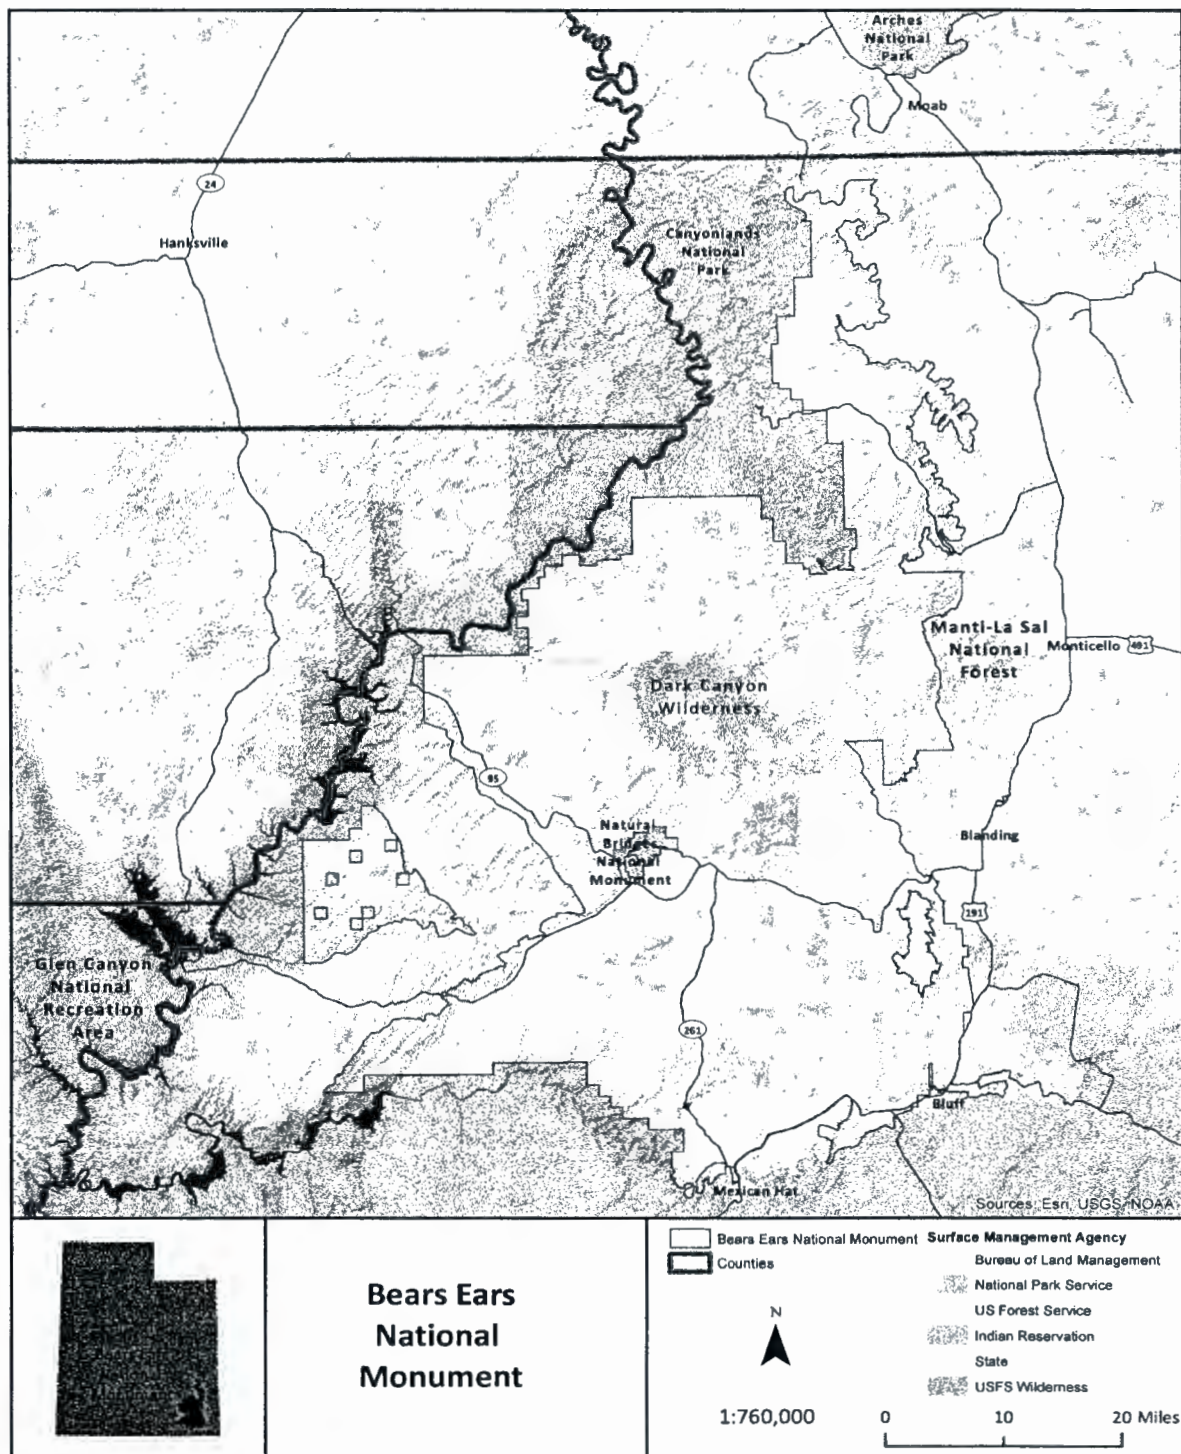 Arches
National
Park
Moab
24
Hanksville
Canyonlands
National
Park
Manti-La Sal
National
Forest
Monticello
491
Dark Canyon
Wilderness
95
Natural
Bridges
National
Monument
Blanding
191
Glen Canyon
National
Recreation
Area
261
Bluff
Mexican Hat
Sources: Esri, USGS, NOAA
Bears Ears
National
Monument
Bears Ears National Monument
Counties
Surface Management Agency
Bureau of Land Management
National Park Service
US Forest Service
Indian Reservation
State
USFS Wilderness
N
1:760,000
0 10 20 Miles